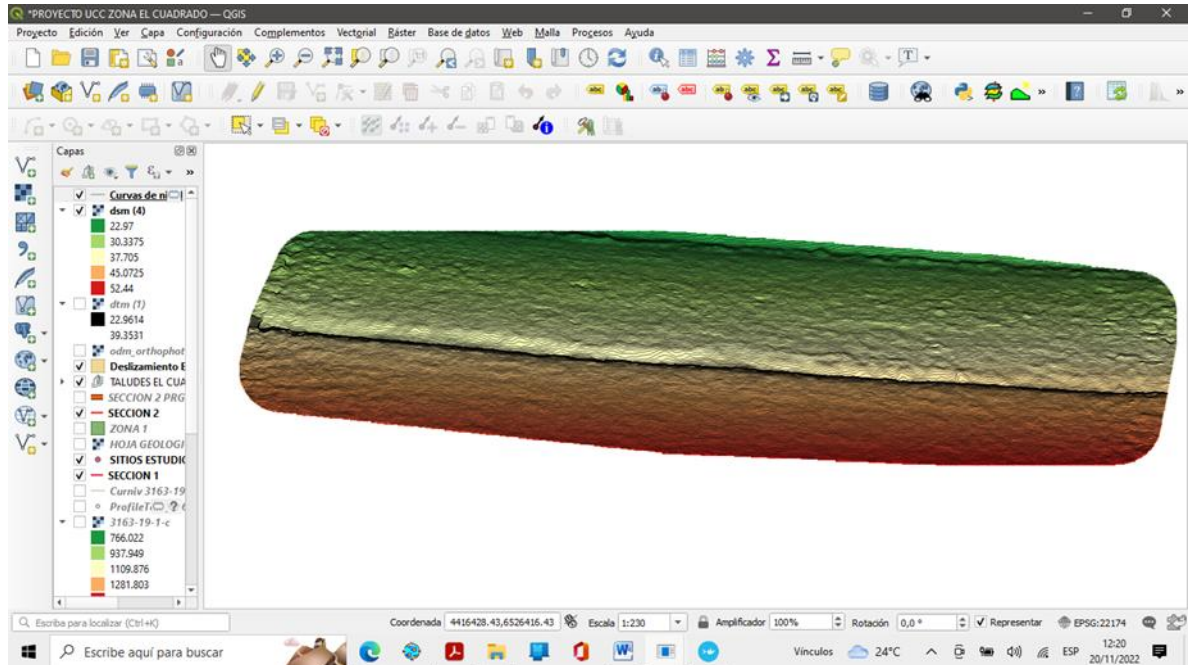 *PROYECTO UCC ZONA EL CUADRADO — QGIS
Proyecto Edición Ver Capa Configuración Complementos Vectorial Ráster Base de datos Web Malla Procesos Ayuda
Capas
Curvas de ni
dsm (4)
22.97
30.3375
37.705
45.0725
52.44
dtm (1)
22.9614
39.3531
odm_orthophot
Deslizamiento E
TALUDES EL CUA
SECCION 2 PRG
SECCION 2
ZONA 1
HOJA GEOLOGI
SITIOS ESTUDI
SECCION 1
Curniv 3163-19
ProfileT
3163-19-1-c
766.022
937.949
1109.876
1281.803
Escriba para localizar (Ctrl+K) Coordenada 4416428.43,6526416.43 Escala 1:230 Amplificador 100% Rotación 0,0 ° Representar EPSG:22174
Escribe aquí para buscar Vínculos 24°C ESP 12:20
20/11/2022